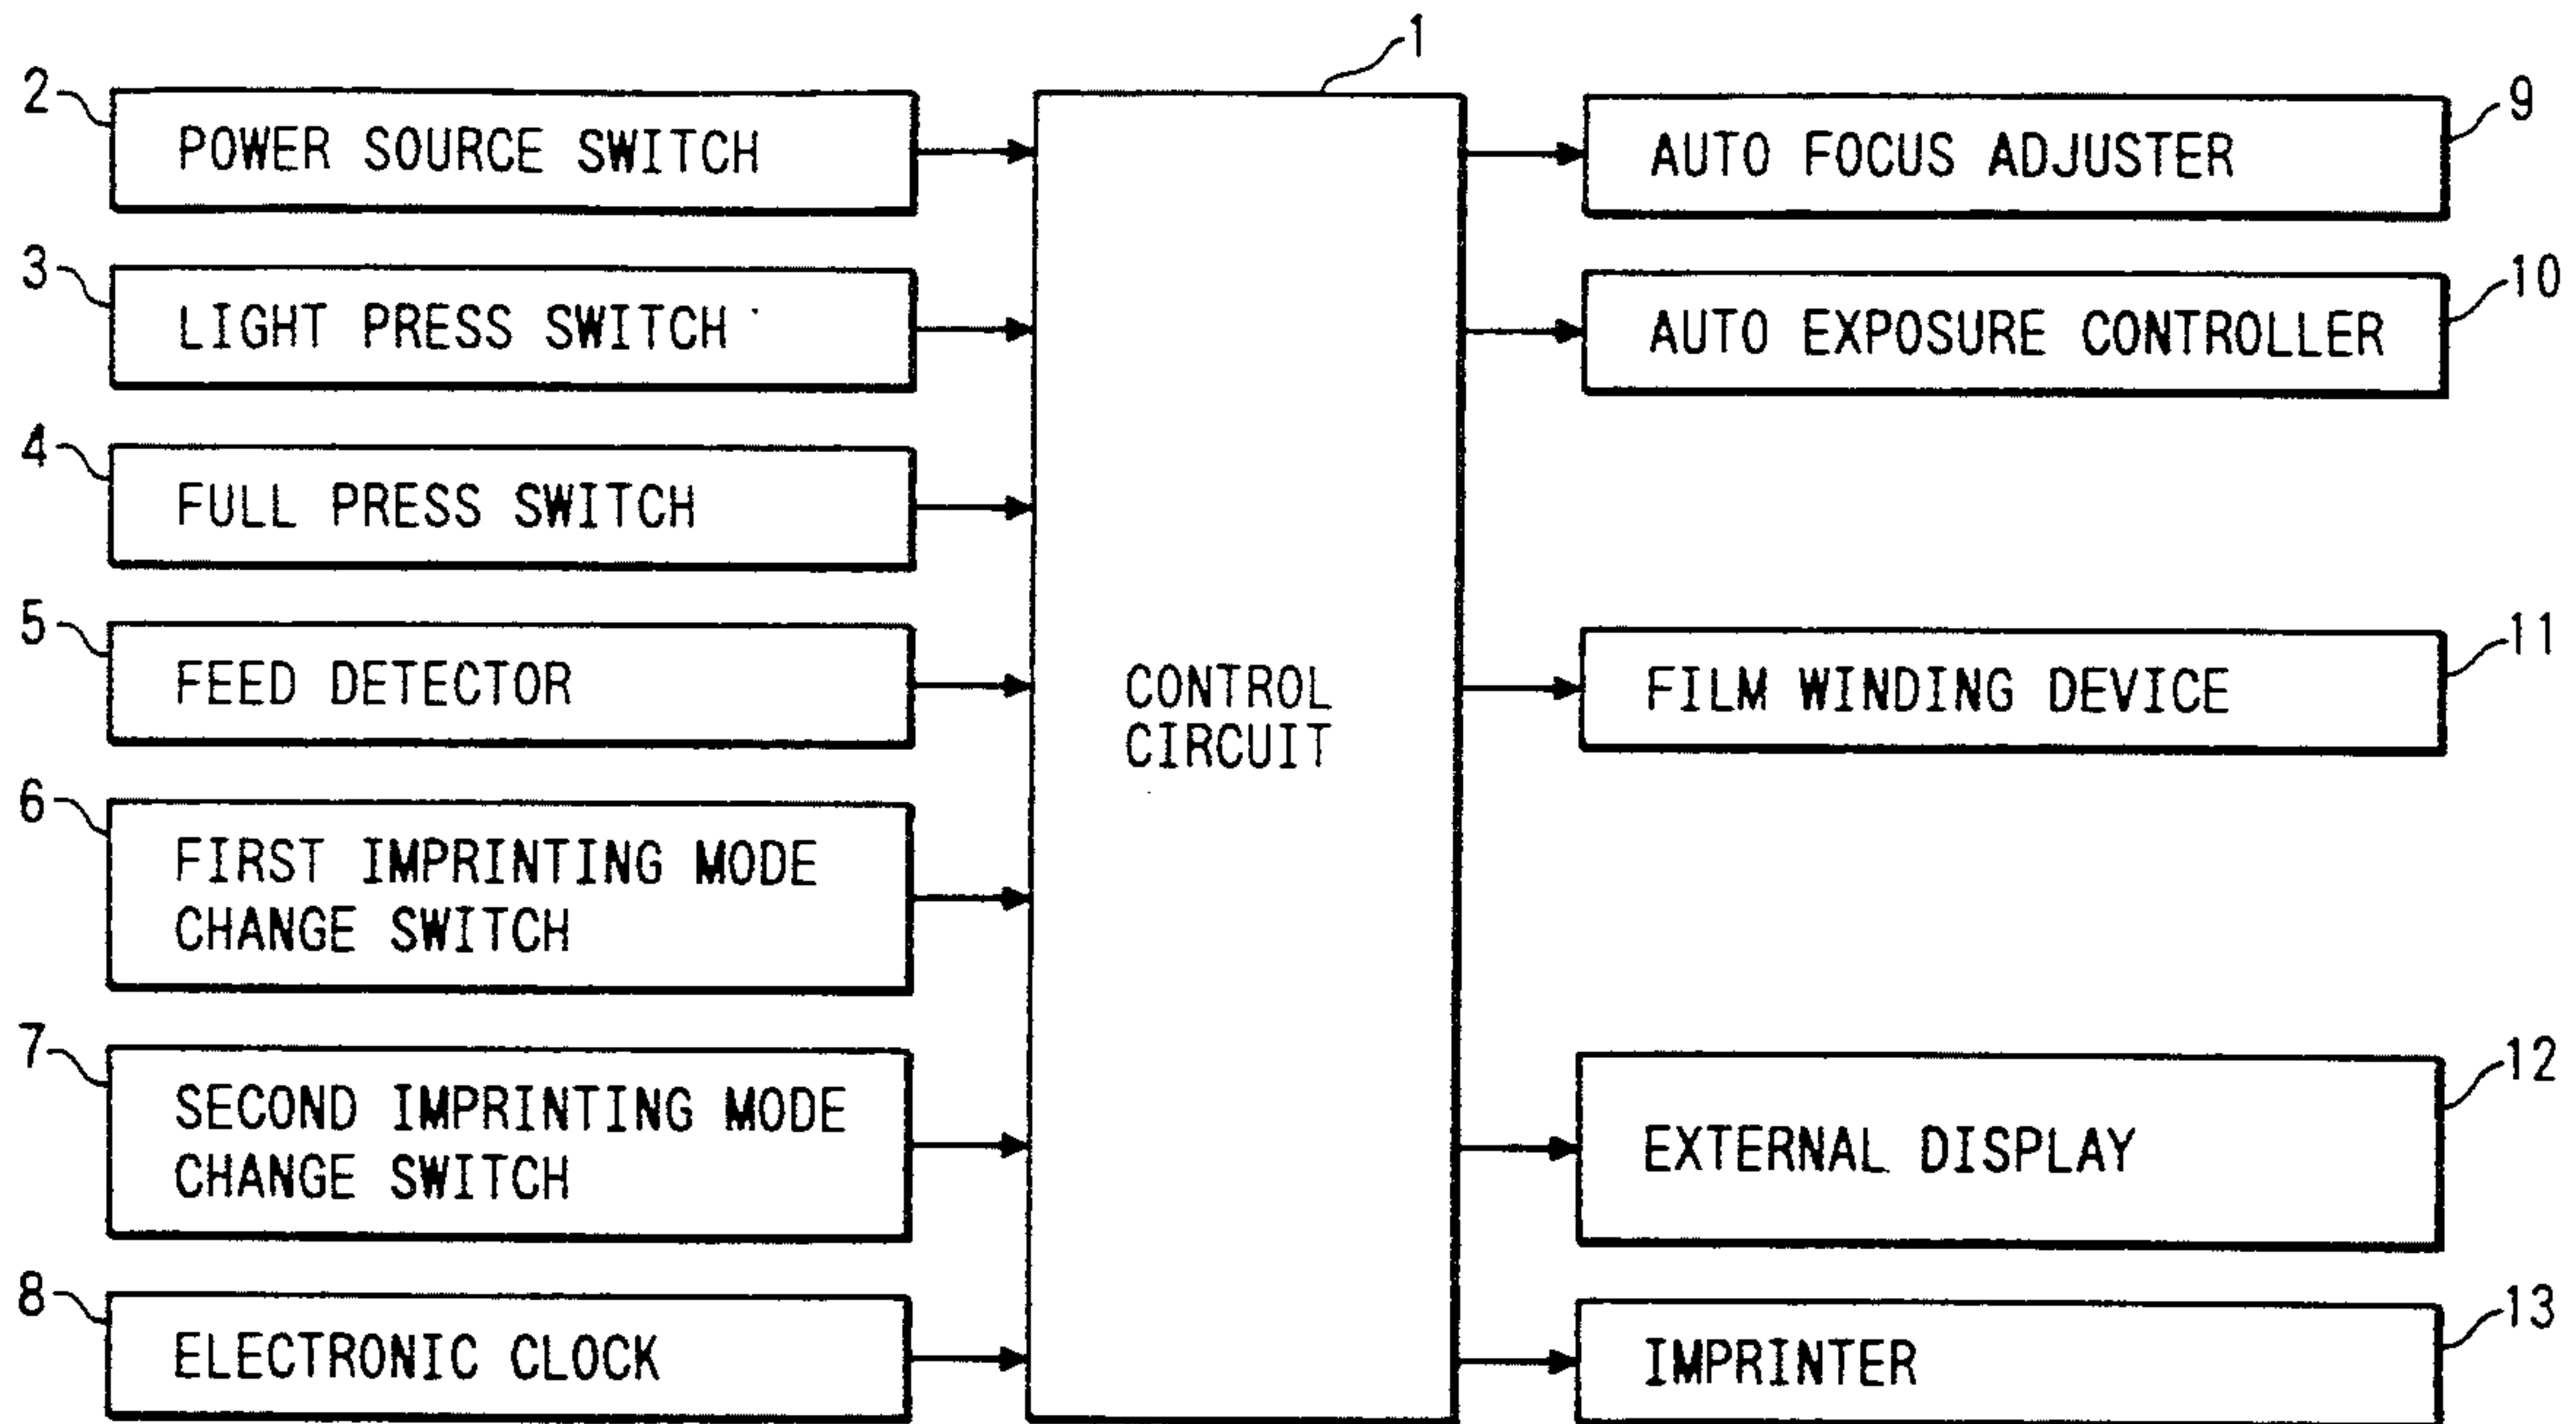 1
2
POWER SOURCE SWITCH
3
LIGHT PRESS SWITCH
4
FULL PRESS SWITCH
5
FEED DETECTOR
6
FIRST IMPRINTING MODE
CHANGE SWITCH
7
SECOND IMPRINTING MODE
CHANGE SWITCH
8
ELECTRONIC CLOCK
CONTROL
CIRCUIT
9
AUTO FOCUS ADJUSTER
10
AUTO EXPOSURE CONTROLLER
11
FILM WINDING DEVICE
12
EXTERNAL DISPLAY
13
IMPRINTER